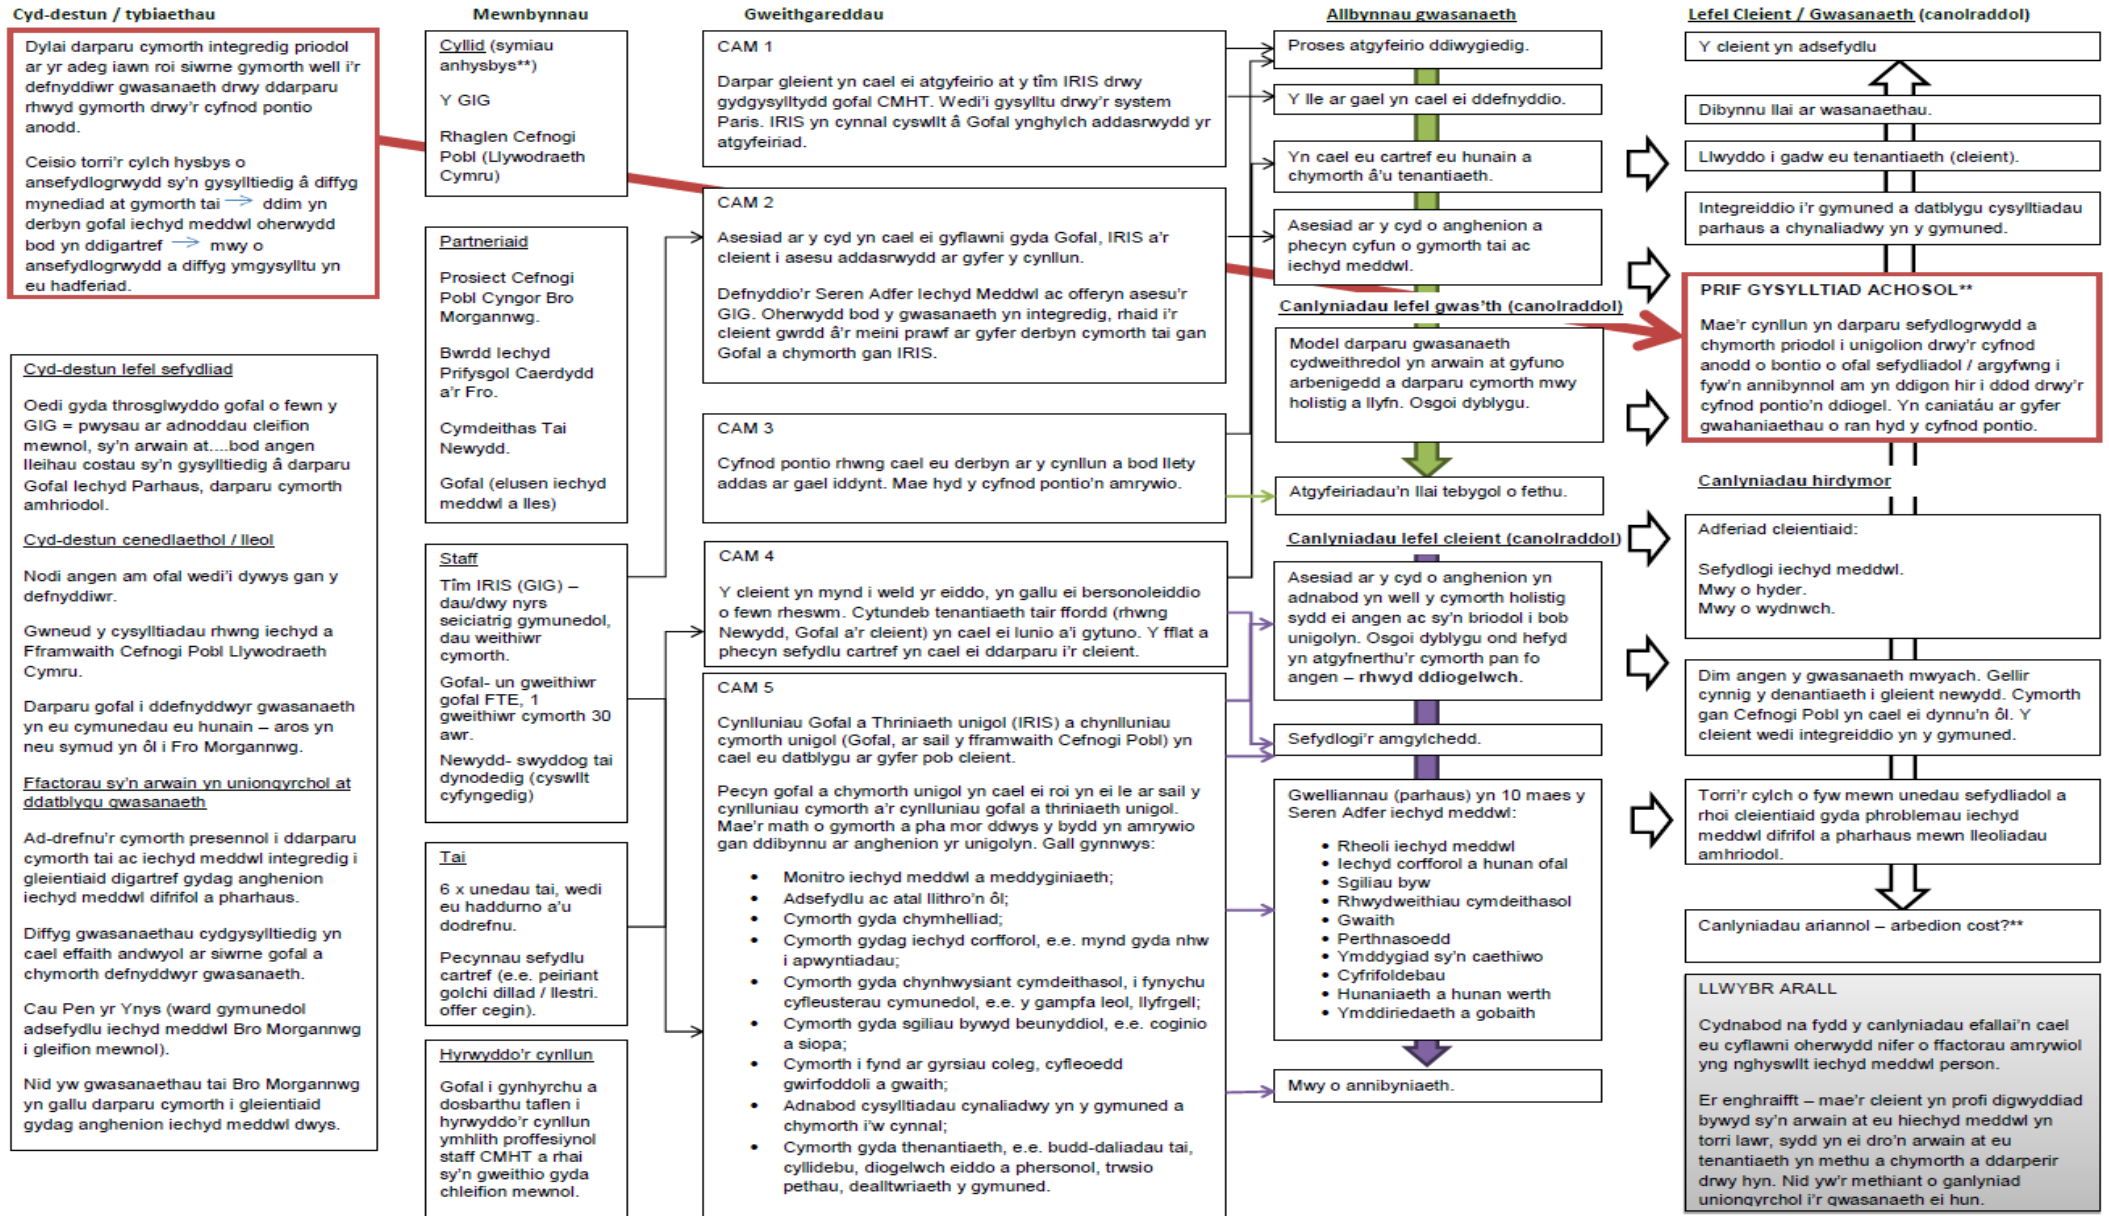 Cyd-destun / tybiaethau
Dylai darparu cymorth integredig priodol
ar yr adeg iawn roi siwrne gymorth well i'r
defnyddiwr gwasanaeth drwy ddarparu
rhwyd gymorth drwy'r cyfnod pontio
anodd.
Ceisio torri'r cylch hysbys o
ansefydlogrwydd sy'n gysylltiedig â diffyg
mynediad at gymorth tai → ddim yn
derbyn gofal iechyd meddwl oherwydd
bod yn ddigartref → mwy o
ansefydlogrwydd a diffyg ymgysylltu yn
eu hadferiad.
Cyd-destun lefel sefydliad
Oedi gyda throsglwyddo gofal o fewn y
GIG = pwysau ar adnoddau cleifion
mewnol, sy'n arwain at....bod angen
lleihau costau sy'n gysylltiedig â darparu
Gofal Iechyd Parhaus, darparu cymorth
amhriodol.
Cyd-destun cenedlaethol / lleol
Nodi angen am ofal wedi'i dywys gan y
defnyddiwr.
Gwneud y cysylltiadau rhwng iechyd a
Fframwaith Cefnogi Pobl Llywodraeth
Cymru.
Darparu gofal i ddefnyddwyr gwasanaeth
yn eu cymunedau eu hunain – aros yn
neu symud yn ôl i Fro Morgannwg.
Ffactorau sy'n arwain yn uniongyrchol at
ddatblygu gwasanaeth
Ad-drefnu'r cymorth presennol i ddarparu
cymorth tai ac iechyd meddwl integredig i
gleientiaid digartref gydag anghenion
iechyd meddwl difrifol a pharhaus.
Diffyg gwasanaethau cydgysylltiedig yn
cael effaith andwyol ar siwrne gofal a
chymorth defnyddwyr gwasanaeth.
Cau Pen yr Ynys (ward gymunedol
adsefydlu iechyd meddwl Bro Morgannwg
i gleifion mewnol).
Nid yw gwasanaethau tai Bro Morgannwg
yn gallu darparu cymorth i gleientiaid
gydag anghenion iechyd meddwl dwys.
Mewnbynnau
Cyllid (symiau
anhysbys**)
Y GIG
Rhaglen Cefnogi
Pobl (Llywodraeth
Cymru)
Partneriaid
Prosiect Cefnogi
Pobl Cyngor Bro
Morgannwg.
Bwrdd Iechyd
Prifysgol Caerdydd
a'r Fro.
Cymdeithas Tai
Newydd.
Gofal (elusen iechyd
meddwl a lles)
Staff
Tîm IRIS (GIG) –
dau/dwy nyrs
seiciatrig gymunedol,
dau weithiwr
cymorth.
Gofal- un gweithiwr
gofal FTE, 1
gweithiwr cymorth 30
awr.
Newydd- swyddog tai
dynodedig (cyswllt
cyfyngedig)
Tai
6 x unedau tai, wedi
eu haddurno a'u
dodrefnu.
Pecynnau sefydlu
cartref (e.e. peiriant
golchi dillad / llestri.
offer cegin).
Hyrwyddo'r cynllun
Gofal i gynhyrchu a
dosbarthu taflen i
hyrwyddo'r cynllun
ymhlith proffesiynol
staff CMHT a rhai
sy'n gweithio gyda
chleifion mewnol.
Gweithgareddau
CAM 1
Darpar gleient yn cael ei atgyfeirio at y tîm IRIS drwy
gydgysylltydd gofal CMHT. Wedi'i gysylltu drwy'r system
Paris. IRIS yn cynnal cyswllt â Gofal ynghylch addasrwydd yr
atgyfeiriad.
CAM 2
Asesiad ar y cyd yn cael ei gyflawni gyda Gofal, IRIS a'r
cleient i asesu addasrwydd ar gyfer y cynllun.
Defnyddio'r Seren Adfer Iechyd Meddwl ac offeryn asesu'r
GIG. Oherwydd bod y gwasanaeth yn integredig, rhaid i'r
cleient gwrdd â'r meini prawf ar gyfer derbyn cymorth tai gan
Gofal a chymorth gan IRIS.
CAM 3
Cyfnod pontio rhwng cael eu derbyn ar y cynllun a bod llety
addas ar gael iddynt. Mae hyd y cyfnod pontio'n amrywio.
CAM 4
Y cleient yn mynd i weld yr eiddo, yn gallu ei bersonoleiddio
o fewn rheswm. Cytundeb tenantiaeth tair ffordd (rhwng
Newydd, Gofal a'r cleient) yn cael ei lunio a'i gytuno. Y fflat a
phecyn sefydlu cartref yn cael ei ddarparu i'r cleient.
CAM 5
Cynlluniau Gofal a Thriniaeth unigol (IRIS) a chynlluniau
cymorth unigol (Gofal, ar sail y fframwaith Cefnogi Pobl) yn
cael eu datblygu ar gyfer pob cleient.
Pecyn gofal a chymorth unigol yn cael ei roi yn ei le ar sail y
cynlluniau cymorth a'r cynlluniau gofal a thriniaeth unigol.
Mae'r math o gymorth a pha mor ddwys y bydd yn amrywio
gan ddibynnu ar anghenion yr unigolyn. Gall gynnwys:
• Monitro iechyd meddwl a meddyginiaeth;
• Adsefydlu ac atal llithro'n ôl;
• Cymorth gyda chymhelliad;
• Cymorth gydag iechyd corfforol, e.e. mynd gyda nhw
i apwyntiadau;
• Cymorth gyda chynhwysiant cymdeithasol, i fynychu
cyfleusterau cymunedol, e.e. y gampfa leol, llyfrgell;
• Cymorth gyda sgiliau bywyd beunyddiol, e.e. coginio
a siopa;
• Cymorth i fynd ar gyrsiau coleg, cyfleoedd
gwirfoddoli a gwaith;
• Adnabod cysylltiadau cynaliadwy yn y gymuned a
chymorth i'w cynnal;
• Cymorth gyda thenantiaeth, e.e. budd-daliadau tai,
cyllidebu, diogelwch eiddo a phersonol, trwsio
pethau, dealltwriaeth y gymuned.
Allbynnau gwasanaeth
Proses atgyfeirio ddiwygiedig.
Y lle ar gael yn cael ei ddefnyddio.
Yn cael eu cartref eu hunain a
chymorth â'u tenantiaeth.
Asesiad ar y cyd o anghenion a
phecyn cyfun o gymorth tai ac
iechyd meddwl.
Canlyniadau lefel gwas'th (canolraddol)
Model darparu gwasanaeth
cydweithredol yn arwain at gyfuno
arbenigedd a darparu cymorth mwy
holistig a llyfn. Osgoi dyblygu.
Atgyfeiriadau'n llai tebygol o fethu.
Canlyniadau lefel cleient (canolraddol)
Asesiad ar y cyd o anghenion yn
adnabod yn well y cymorth holistig
sydd ei angen ac sy'n briodol i bob
unigolyn. Osgoi dyblygu ond hefyd
yn atgyfnerthu'r cymorth pan fo
angen – rhwyd ddiogelwch.
Sefydlogi'r amgylchedd.
Gwelliannau (parhaus) yn 10 maes y
Seren Adfer iechyd meddwl:
• Rheoli iechyd meddwl
• Iechyd corfforol a hunan ofal
• Sgiliau byw
• Rhwydweithiau cymdeithasol
• Gwaith
• Perthnasoedd
• Ymddygiad sy'n caethiwo
• Cyfrifoldebau
• Hunaniaeth a hunan werth
• Ymddiriedaeth a gobaith
Mwy o annibyniaeth.
Lefel Cleient / Gwasanaeth (canolraddol)
Y cleient yn adsefydlu
Dibynnu llai ar wasanaethau.
Llwyddo i gadw eu tenantiaeth (cleient).
Integreiddio i'r gymuned a datblygu cysylltiadau
parhaus a chynaliadwy yn y gymuned.
PRIF GYSYLLTIAD ACHOSOL**
Mae'r cynllun yn darparu sefydlogrwydd a
chymorth priodol i unigolion drwy'r cyfnod
anodd o bontio o ofal sefydliadol / argyfwng i
fyw'n annibynnol am yn ddigon hir i ddod drwy'r
cyfnod pontio'n ddiogel. Yn caniatáu ar gyfer
gwahaniaethau o ran hyd y cyfnod pontio.
Canlyniadau hirdymor
Adferiad cleientiaid:
Sefydlogi iechyd meddwl.
Mwy o hyder.
Mwy o wydnwch.
Dim angen y gwasanaeth mwyach. Gellir
cynnig y denantiaeth i gleient newydd. Cymorth
gan Cefnogi Pobl yn cael ei dynnu'n ôl. Y
cleient wedi integreiddio yn y gymuned.
Torri'r cylch o fyw mewn unedau sefydliadol a
rhoi cleientiaid gyda phroblemau iechyd
meddwl difrifol a pharhaus mewn lleoliadau
amhriodol.
Canlyniadau ariannol – arbedion cost?**
LLWYBR ARALL
Cydnabod na fydd y canlyniadau efallai'n cael
eu cyflawni oherwydd nifer o ffactorau amrywiol
yng nghyswllt iechyd meddwl person.
Er enghraifft – mae'r cleient yn profi digwyddiad
bywyd sy'n arwain at eu hiechyd meddwl yn
torri lawr, sydd yn ei dro'n arwain at eu
tenantiaeth yn methu a chymorth a ddarperir
drwy hyn. Nid yw'r methiant o ganlyniad
uniongyrchol i'r gwasanaeth ei hun.